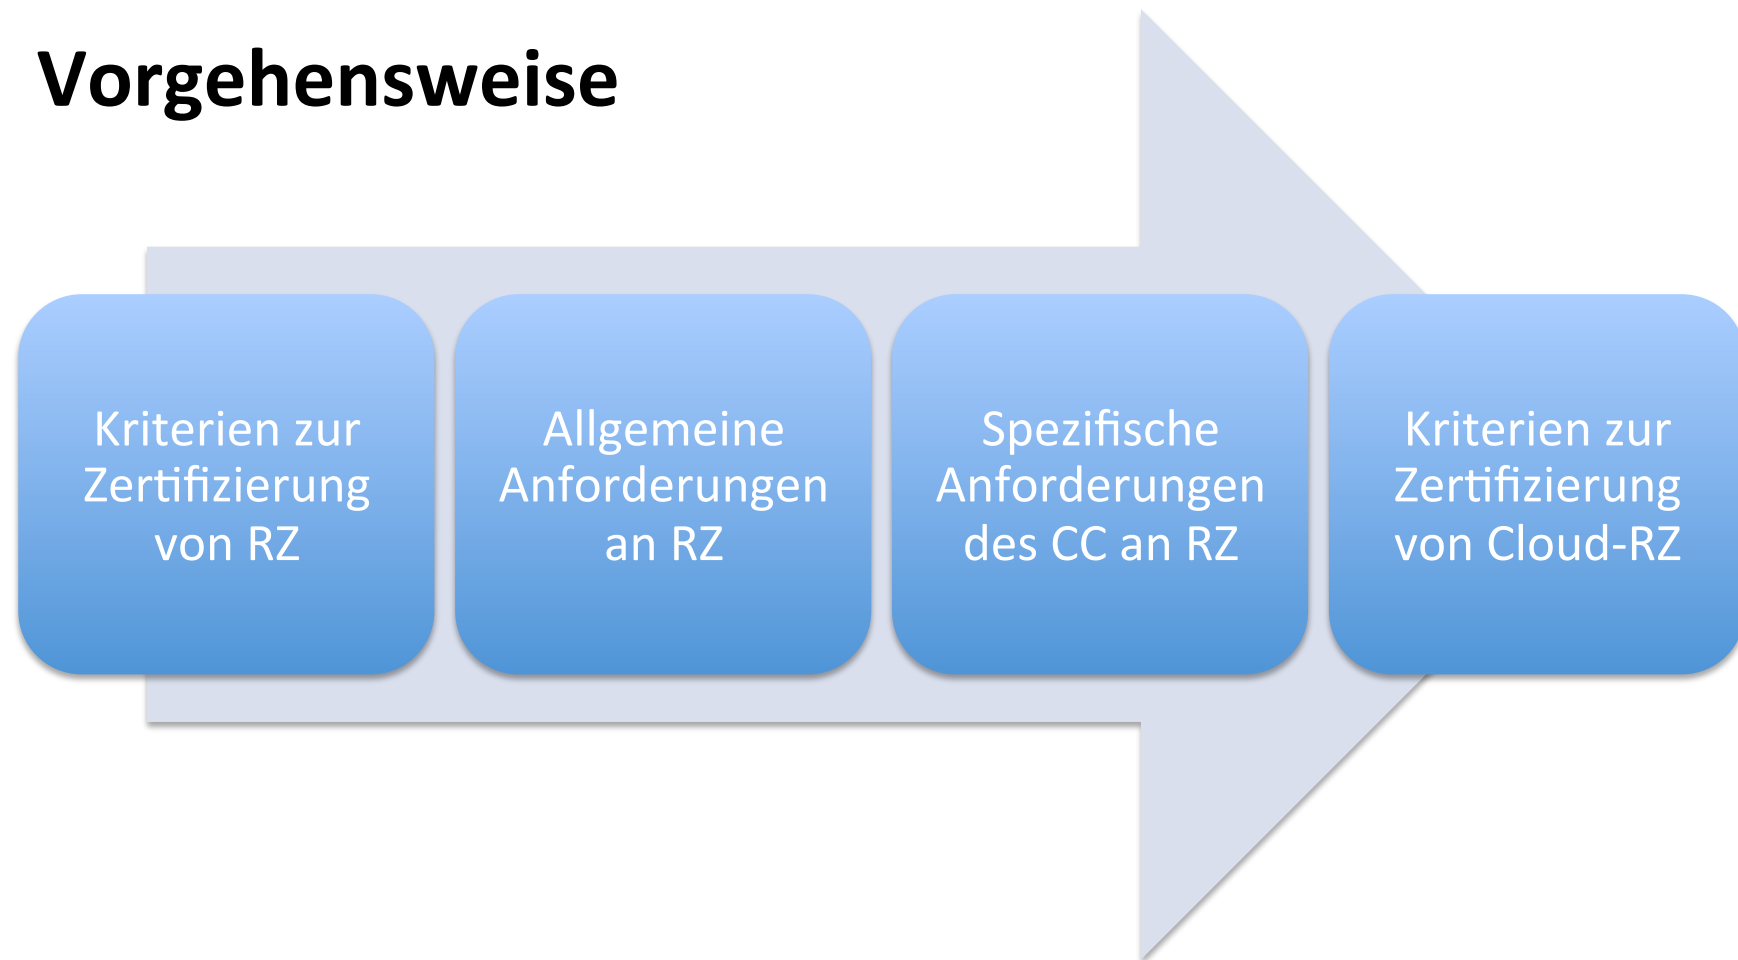 Vorgehensweise
Kriterien zur
Zertifizierung
von RZ
Allgemeine
Anforderungen
an RZ
Spezifische
Anforderungen
des CC an RZ
Kriterien zur
Zertifizierung
von Cloud-RZ